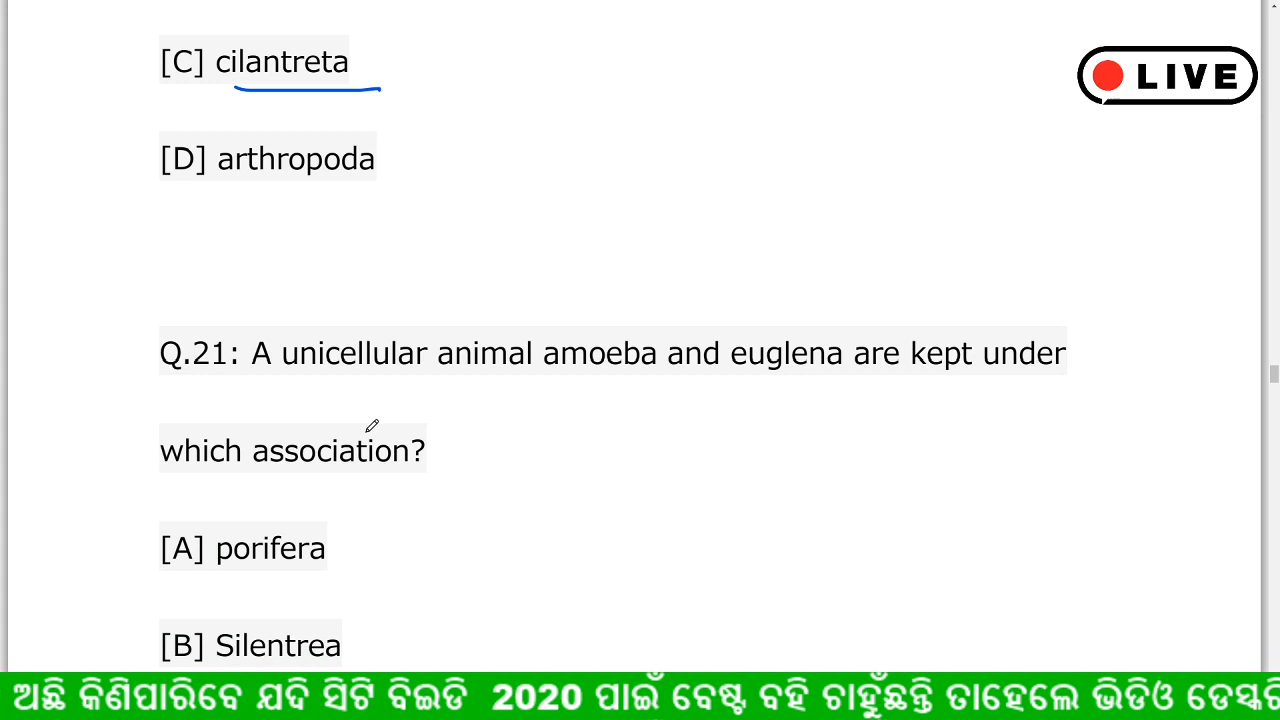 [C] cilantreta
LIVE
[D] arthropoda
Q.21: A unicellular animal amoeba and euglena are kept under
which association?
[A] porifera
[B] Silentrea
ଅଛି କିଣିପାରିବେ ଯଦି ସିଟି ବିଇଡି 2020 ପାଇଁ ବେଷ୍ଟ ବହି ଚାହୁଁଛନ୍ତି ତାହେଲେ ଭିଡିଓ